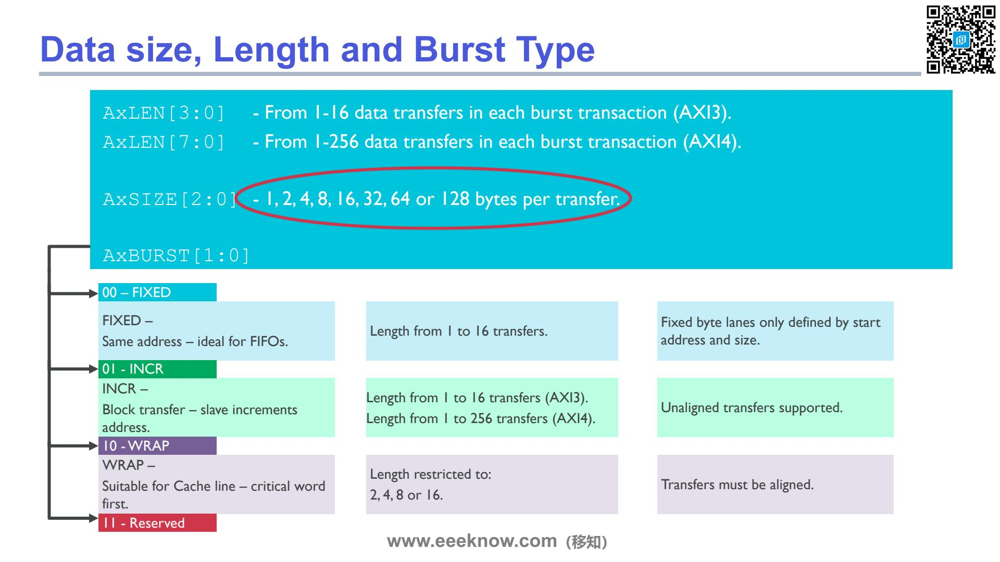 Data size, Length and Burst Type
AxLEN[3:0] - From 1-16 data transfers in each burst transaction (AXI3).
AxLEN[7:0] - From 1-256 data transfers in each burst transaction (AXI4).
AxSIZE[2:0] - 1, 2, 4, 8, 16, 32, 64 or 128 bytes per transfer.
AxBURST[1:0]
00 – FIXED
FIXED –
Same address – ideal for FIFOs.
Length from 1 to 16 transfers.
Fixed byte lanes only defined by start
address and size.
01 - INCR
INCR –
Block transfer – slave increments
address.
Length from 1 to 16 transfers (AXI3).
Length from 1 to 256 transfers (AXI4).
Unaligned transfers supported.
10 - WRAP
WRAP –
Suitable for Cache line – critical word
first.
Length restricted to:
2, 4, 8 or 16.
Transfers must be aligned.
11 - Reserved
www.eeeknow.com (移知)